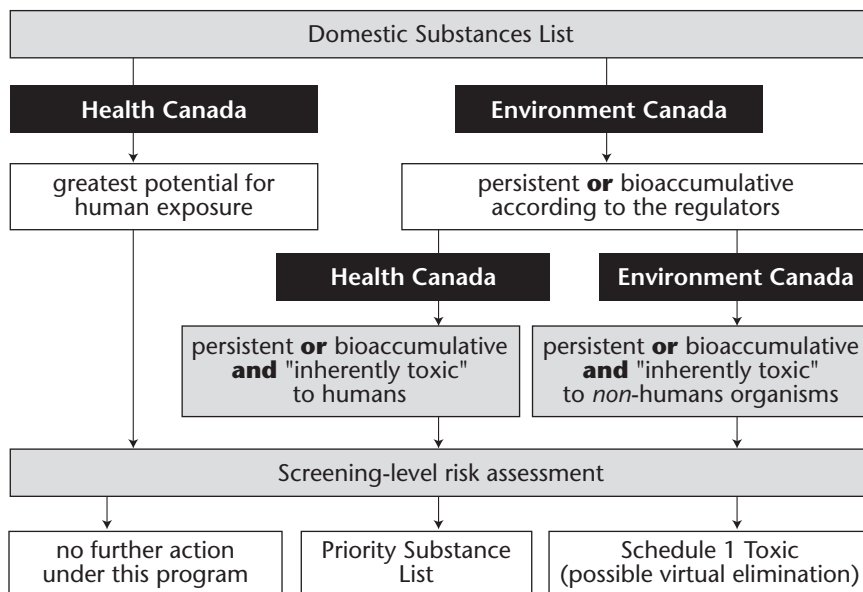 Domestic Substances List
Health Canada
Environment Canada
greatest potential for
human exposure
persistent or bioaccumulative
according to the regulators
Health Canada
Environment Canada
persistent or bioaccumulative
and "inherently toxic"
to humans
persistent or bioaccumulative
and "inherently toxic"
to non-humans organisms
Screening-level risk assessment
no further action
under this program
Priority Substance
List
Schedule 1 Toxic
(possible virtual elimination)